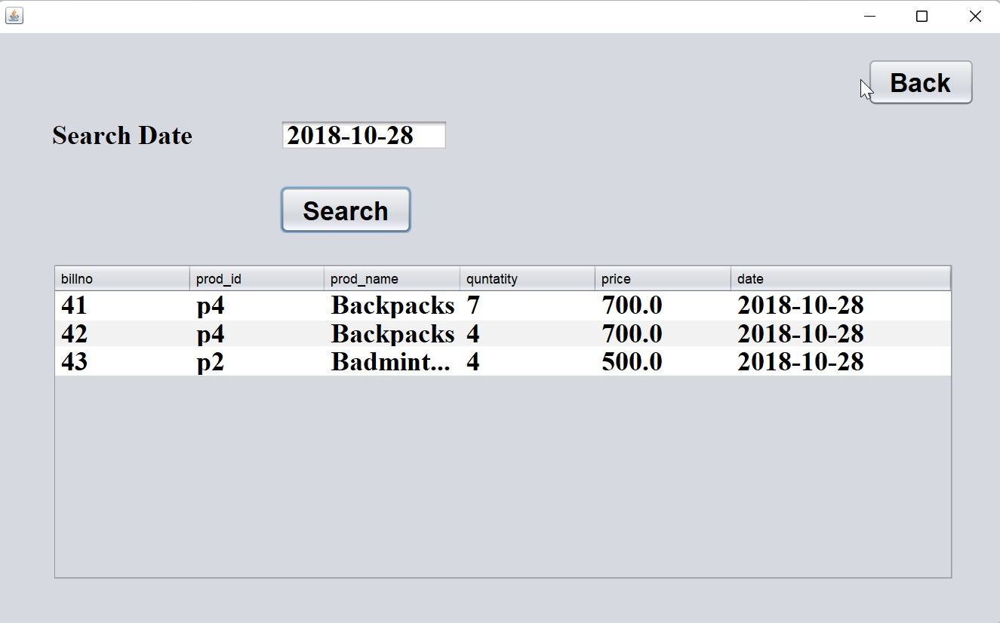 Back
Search Date 2018-10-28
Search
billno prod_id prod_name quntatity price date
41 p4 Backpacks 7 700.0 2018-10-28
42 p4 Backpacks 4 700.0 2018-10-28
43 p2 Badmint... 4 500.0 2018-10-28